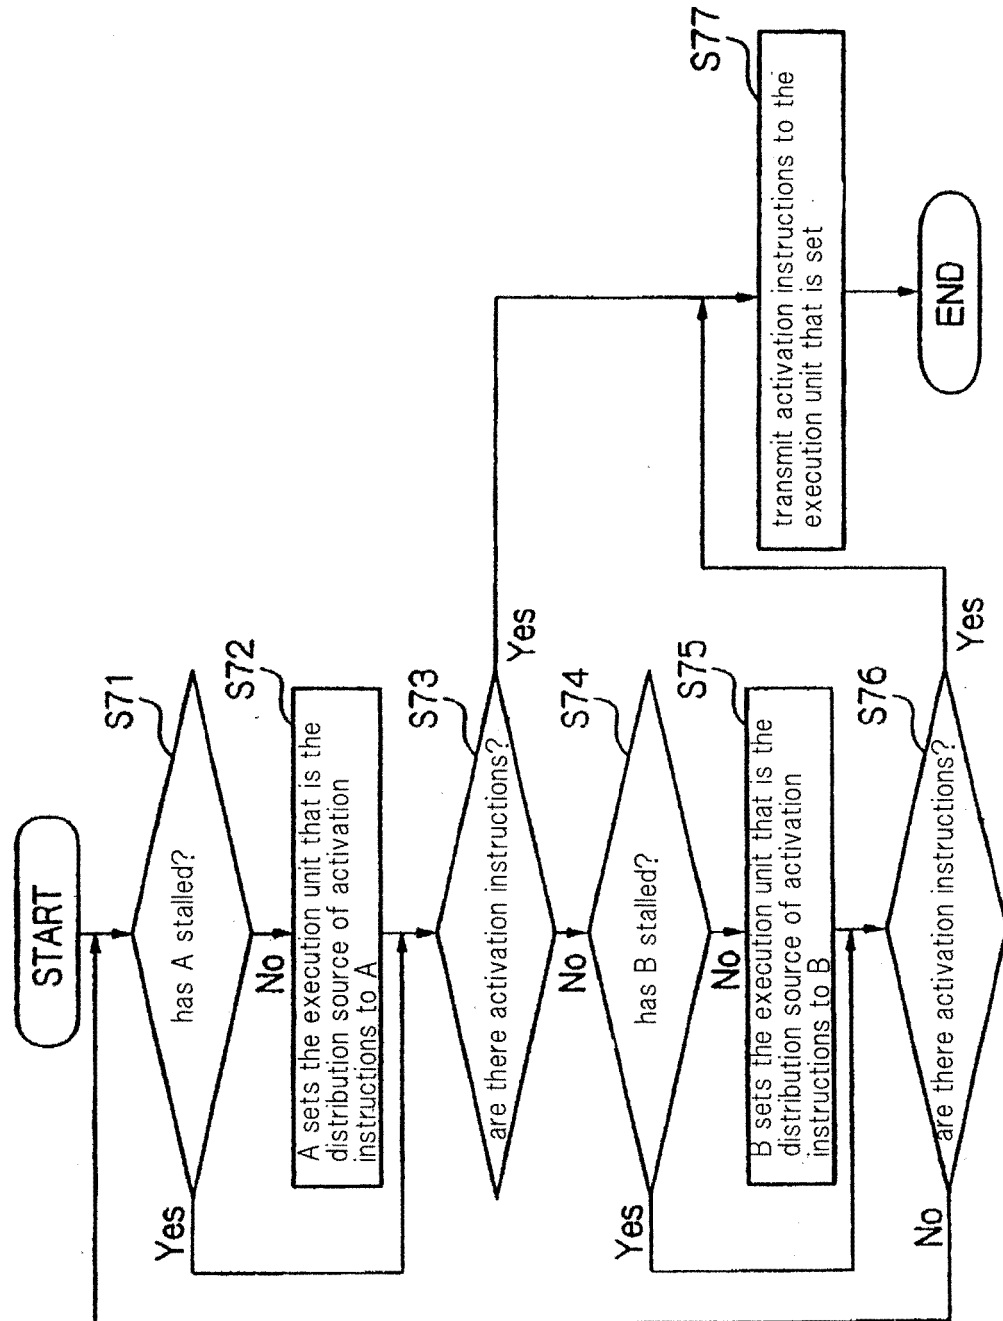 START
S71
has A stalled?
Yes
No
S72
A sets the execution unit that is the
distribution source of activation
instructions to A
S73
are there activation instructions?
Yes
No
S74
has B stalled?
Yes
No
S75
B sets the execution unit that is the
distribution source of activation
instructions to B
S76
are there activation instructions?
Yes
No
S77
transmit activation instructions to the
execution unit that is set
END